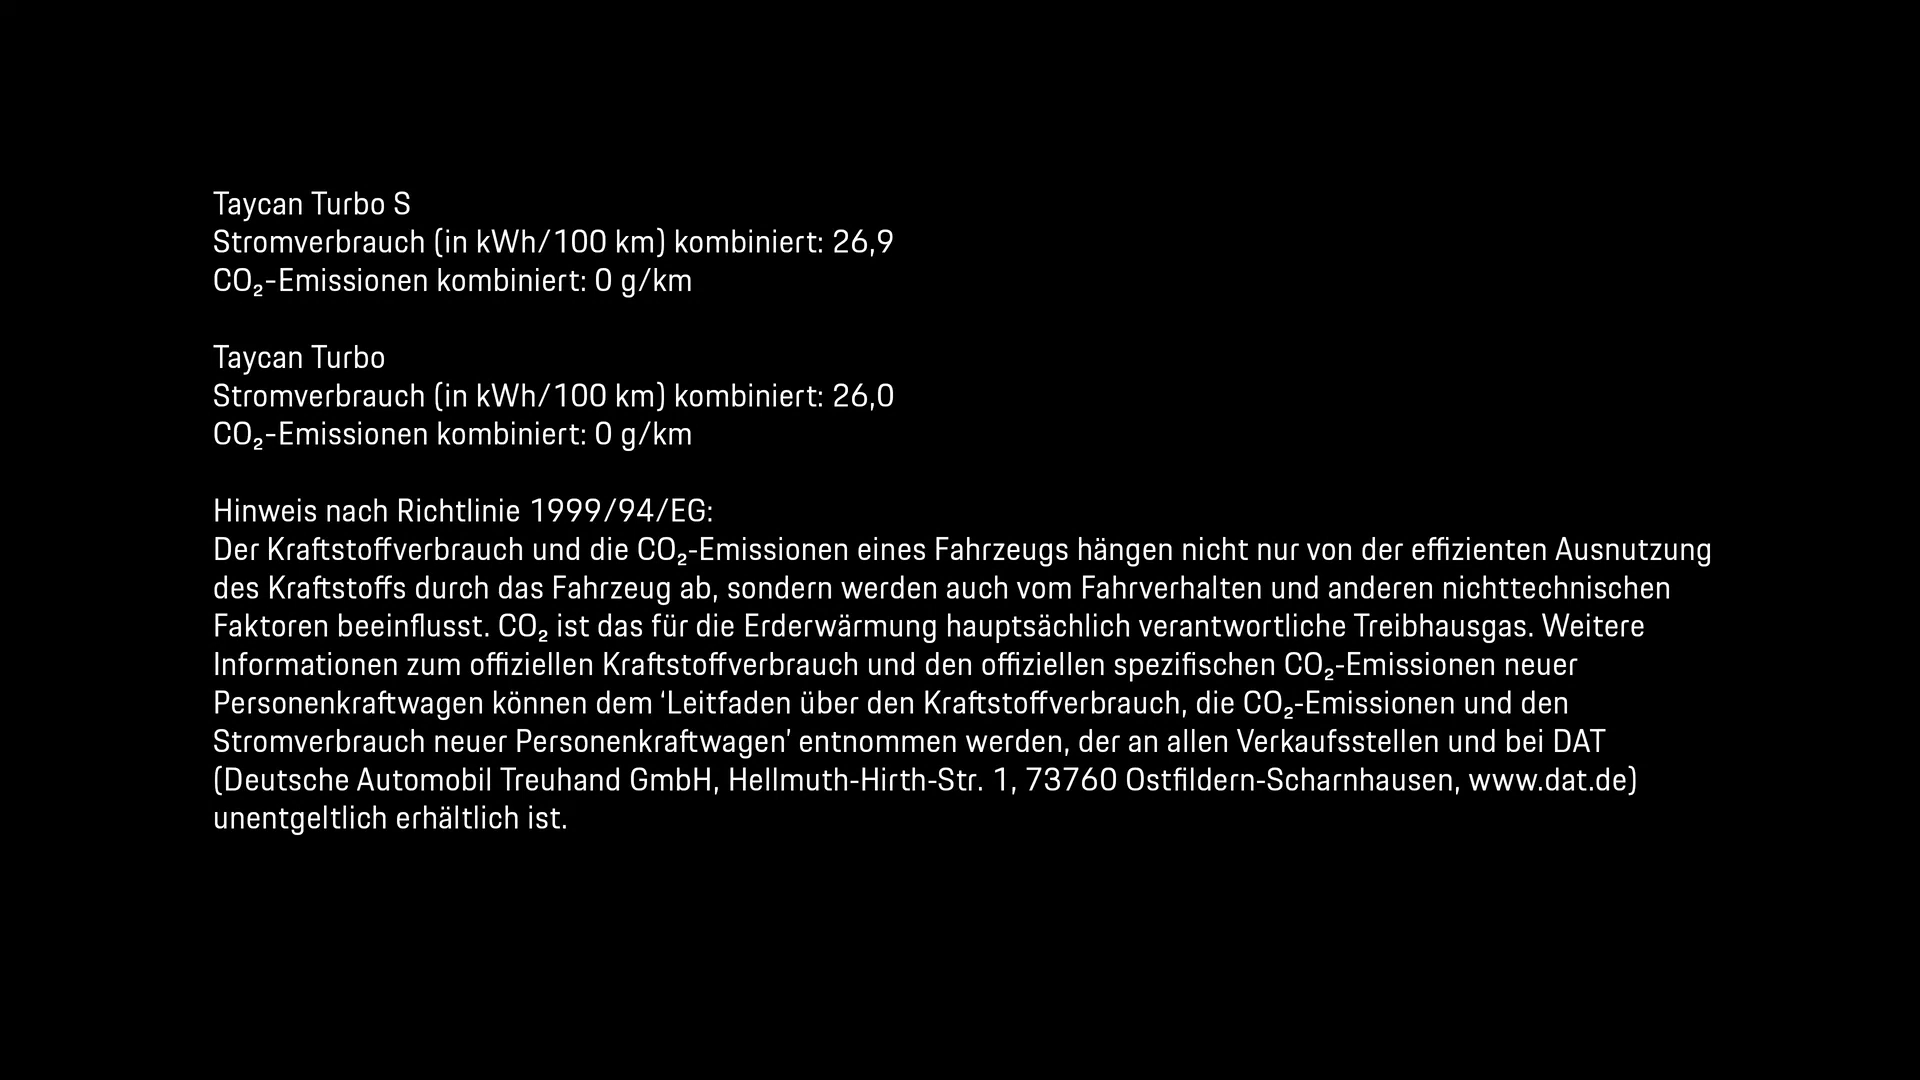 Taycan Turbo S
Stromverbrauch (in kWh/100 km) kombiniert: 26,9
CO₂-Emissionen kombiniert: 0 g/km
Taycan Turbo
Stromverbrauch (in kWh/100 km) kombiniert: 26,0
CO₂-Emissionen kombiniert: 0 g/km
Hinweis nach Richtlinie 1999/94/EG:
Der Kraftstoffverbrauch und die CO₂-Emissionen eines Fahrzeugs hängen nicht nur von der effizienten Ausnutzung
des Kraftstoffs durch das Fahrzeug ab, sondern werden auch vom Fahrverhalten und anderen nichttechnischen
Faktoren beeinflusst. CO₂ ist das für die Erderwärmung hauptsächlich verantwortliche Treibhausgas. Weitere
Informationen zum offiziellen Kraftstoffverbrauch und den offiziellen spezifischen CO₂-Emissionen neuer
Personenkraftwagen können dem ‘Leitfaden über den Kraftstoffverbrauch, die CO₂-Emissionen und den
Stromverbrauch neuer Personenkraftwagen’ entnommen werden, der an allen Verkaufsstellen und bei DAT
(Deutsche Automobil Treuhand GmbH, Hellmuth-Hirth-Str. 1, 73760 Ostfildern-Scharnhausen, www.dat.de)
unentgeltlich erhältlich ist.